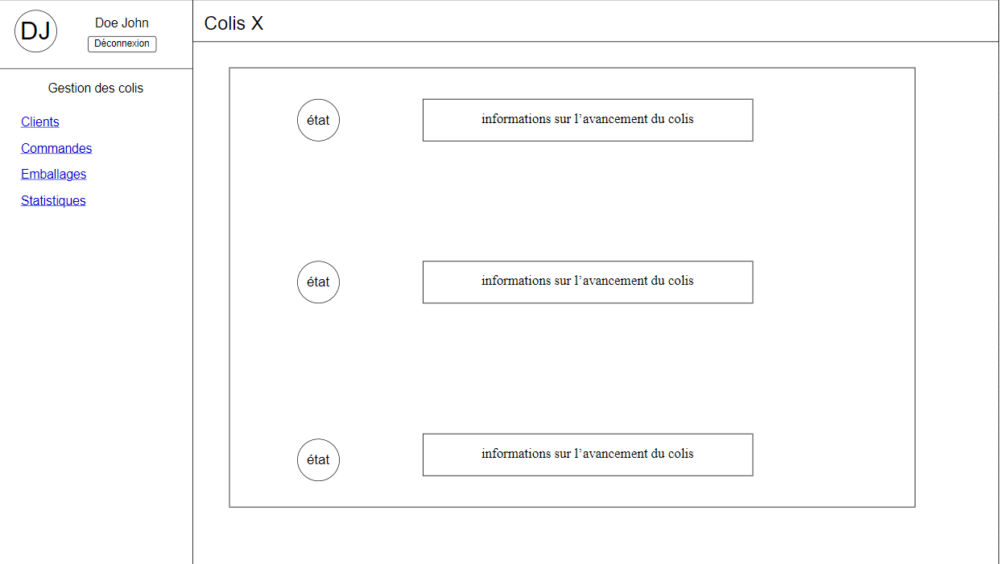 DJ
Doe John
Déconnexion
Gestion des colis
Clients
Commandes
Emballages
Statistiques
Colis X
état
informations sur l’avancement du colis
état
informations sur l’avancement du colis
état
informations sur l’avancement du colis